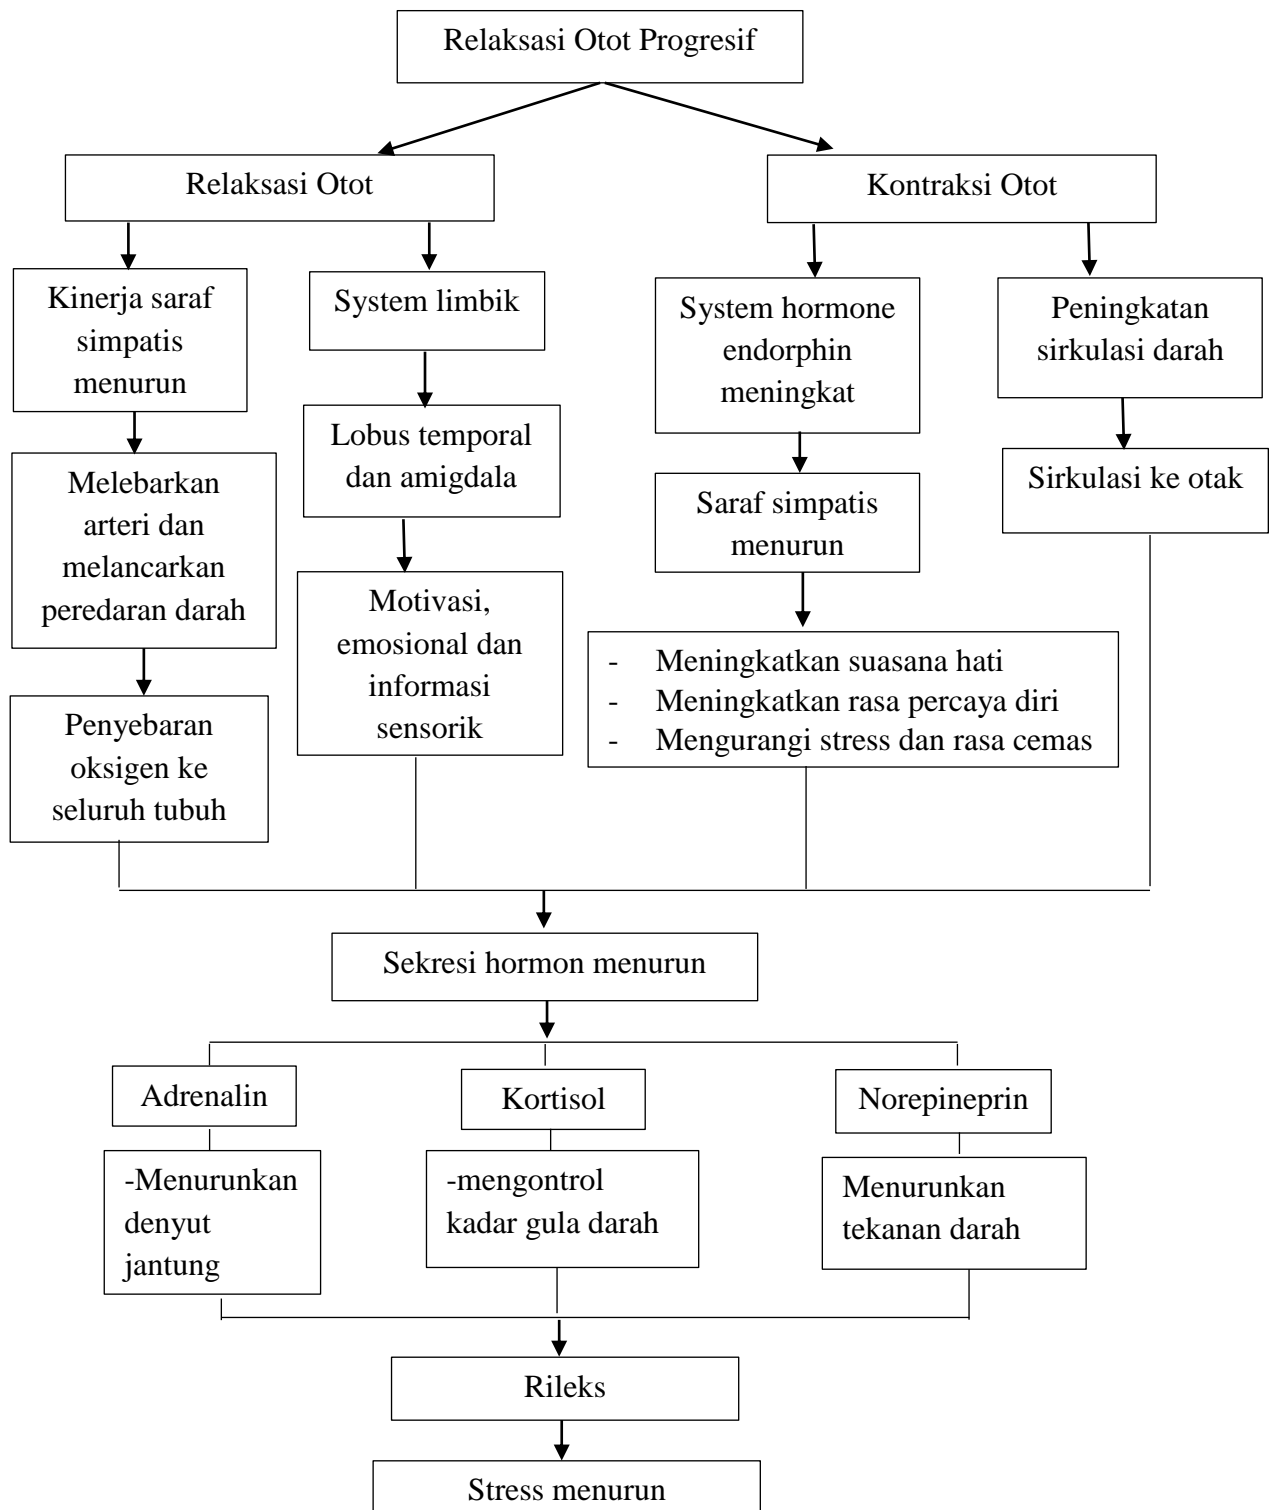 Relaksasi Otot Progresif
Relaksasi Otot
Kontraksi Otot
Kinerja saraf
simpatis
menurun
System limbik
System hormone
endorphin
meningkat
Peningkatan
sirkulasi darah
Lobus temporal
dan amigdala
Melebarkan
arteri dan
melancarkan
peredaran darah
Saraf simpatis
menurun
Sirkulasi ke otak
Motivasi,
emosional dan
informasi
sensorik
- Meningkatkan suasana hati
- Meningkatkan rasa percaya diri
- Mengurangi stress dan rasa cemas
Penyebaran
oksigen ke
seluruh tubuh
Sekresi hormon menurun
Adrenalin
Kortisol
Norepineprin
-Menurunkan
denyut
jantung
-mengontrol
kadar gula darah
Menurunkan
tekanan darah
Rileks
Stress menurun